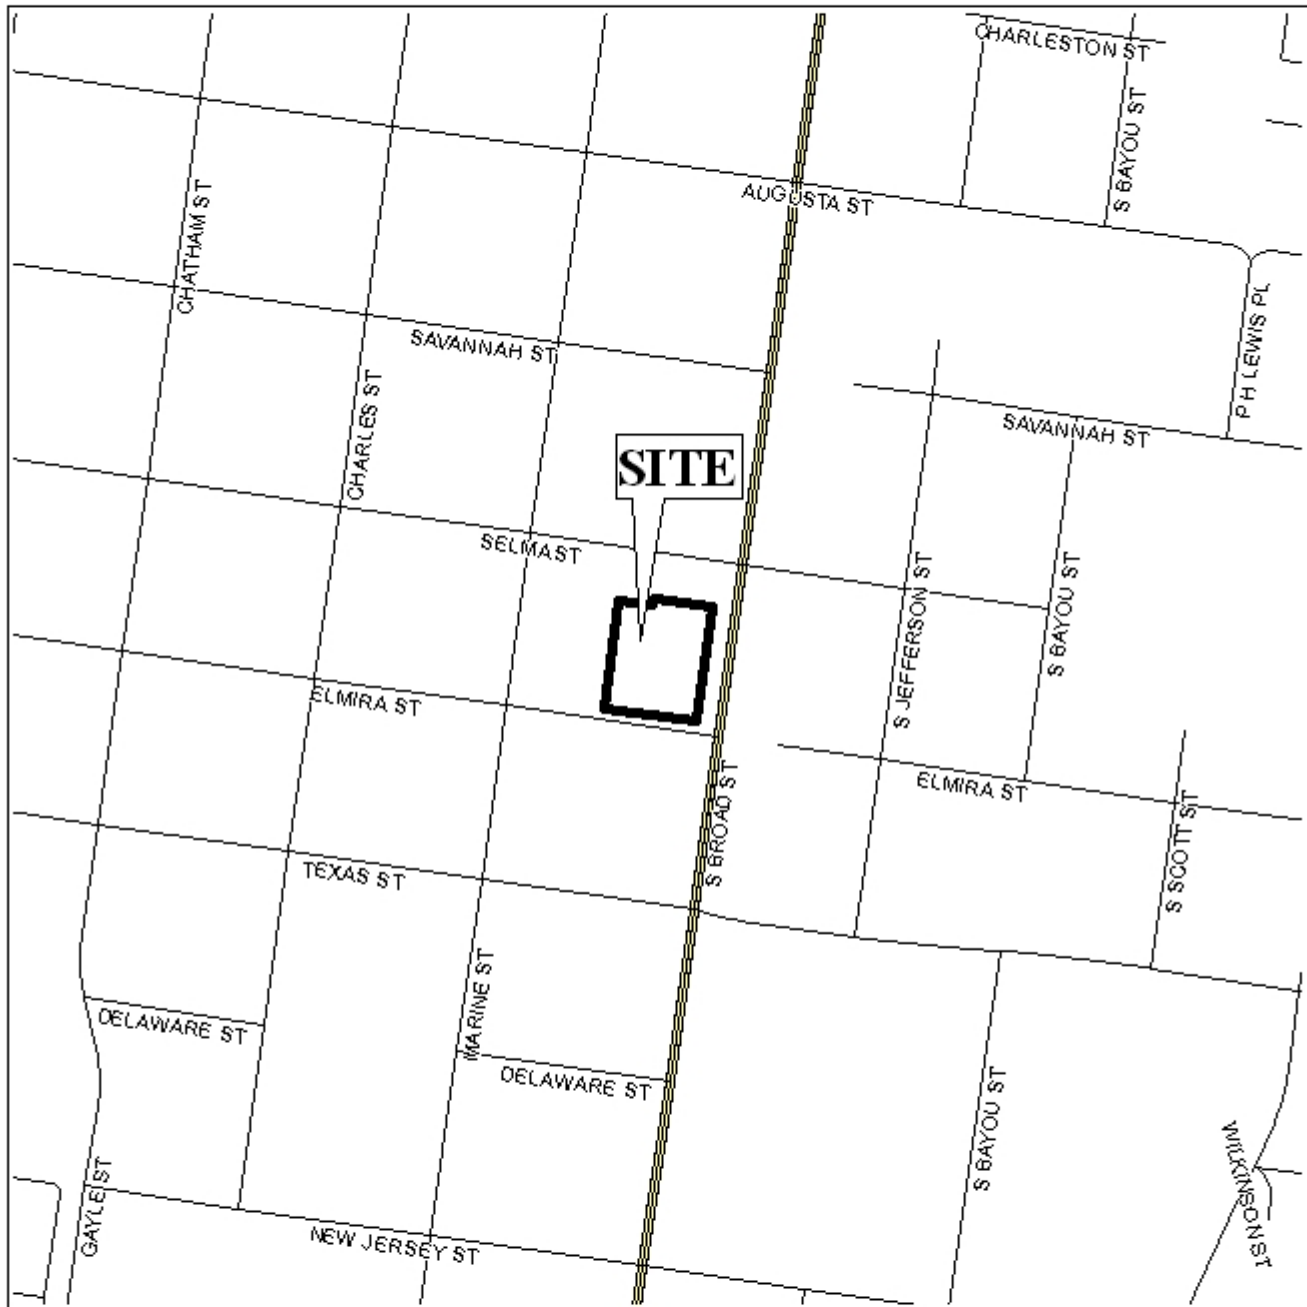 CHARLESTON ST
S BAYOU ST
AUGUSTA ST
CHATHAM ST
P H LEWIS PL
SAVANNAH ST
CHARLES ST
SAVANNAH ST
SITE
SELMA ST
S JEFFERSON ST
S BAYOU ST
ELMIRA ST
S BROAD ST
ELMIRA ST
S SCOTT ST
TEXAS ST
MARINE ST
DELAWARE ST
DELAWARE ST
S BAYOU ST
WILKINSON ST
GAYLE ST
NEW JERSEY ST